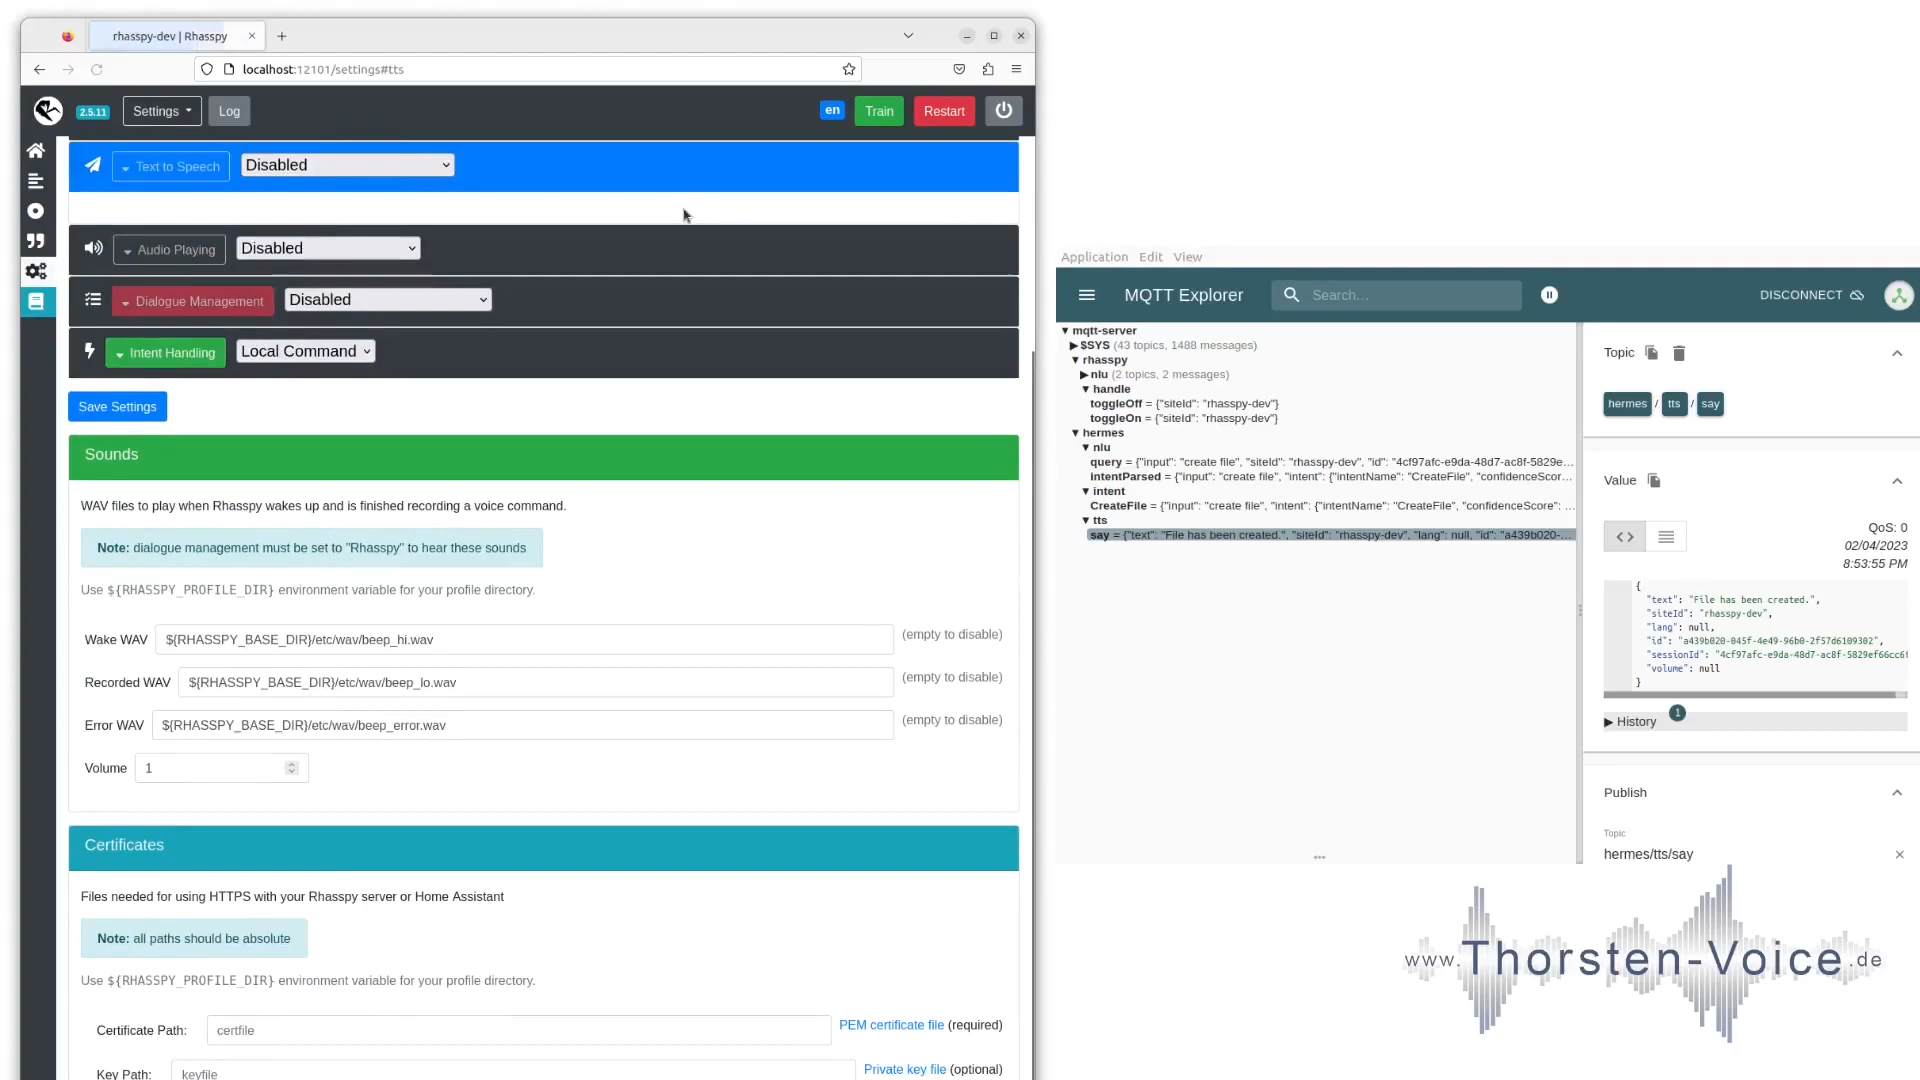 rhasspy-dev | Rhasspy
localhost:12101/settings#tts
2.5.11
Settings
Log
en
Train
Restart
Text to Speech
Disabled
Audio Playing
Disabled
Dialogue Management
Disabled
Intent Handling
Local Command
Save Settings
Sounds
WAV files to play when Rhasspy wakes up and is finished recording a voice command.
Note: dialogue management must be set to "Rhasspy" to hear these sounds
Use ${RHASSPY_PROFILE_DIR} environment variable for your profile directory.
Wake WAV
${RHASSPY_BASE_DIR}/etc/wav/beep_hi.wav
(empty to disable)
Recorded WAV
${RHASSPY_BASE_DIR}/etc/wav/beep_lo.wav
(empty to disable)
Error WAV
${RHASSPY_BASE_DIR}/etc/wav/beep_error.wav
(empty to disable)
Volume
1
Certificates
Files needed for using HTTPS with your Rhasspy server or Home Assistant
Note: all paths should be absolute
Use ${RHASSPY_PROFILE_DIR} environment variable for your profile directory.
Certificate Path:
certfile
PEM certificate file (required)
Key Path:
keyfile
Private key file (optional)
Application Edit View
MQTT Explorer
Search...
DISCONNECT
mqtt-server
$SYS (43 topics, 1488 messages)
rhasspy
nlu (2 topics, 2 messages)
handle
toggleOff = {"siteId": "rhasspy-dev"}
toggleOn = {"siteId": "rhasspy-dev"}
hermes
nlu
query = {"input": "create file", "siteId": "rhasspy-dev", "id": "4cf97afc-e9da-48d7-ac8f-5829e...
intentParsed = {"input": "create file", "intent": {"intentName": "CreateFile", "confidenceScor...
intent
CreateFile = {"input": "create file", "intent": {"intentName": "CreateFile", "confidenceScore": ...
tts
say = {"text": "File has been created.", "siteId": "rhasspy-dev", "lang": null, "id": "a439b020-...
Topic
hermes / tts / say
Value
QoS: 0
02/04/2023
8:53:55 PM
{
"text": "File has been created.",
"siteId": "rhasspy-dev",
"lang": null,
"id": "a439b020-045f-4e49-96b0-2f57d6109302",
"sessionId": "4cf97afc-e9da-48d7-ac8f-5829ef66cc6f
"volume": null
}
History
1
Publish
Topic
hermes/tts/say
www.Thorsten-Voice.de